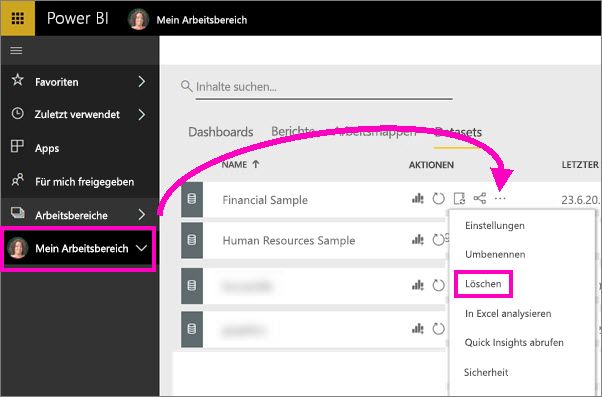 Power BI Mein Arbeitsbereich
Favoriten
Zuletzt verwendet
Apps
Für mich freigegeben
Arbeitsbereiche
Mein Arbeitsbereich
Inhalte suchen...
Dashboards Berichte Arbeitsmappen Datasets
NAME AKTIONEN LETZTER
Financial Sample 23.6.20
Human Resources Sample
Einstellungen
Umbenennen
Löschen
In Excel analysieren
Quick Insights abrufen
Sicherheit